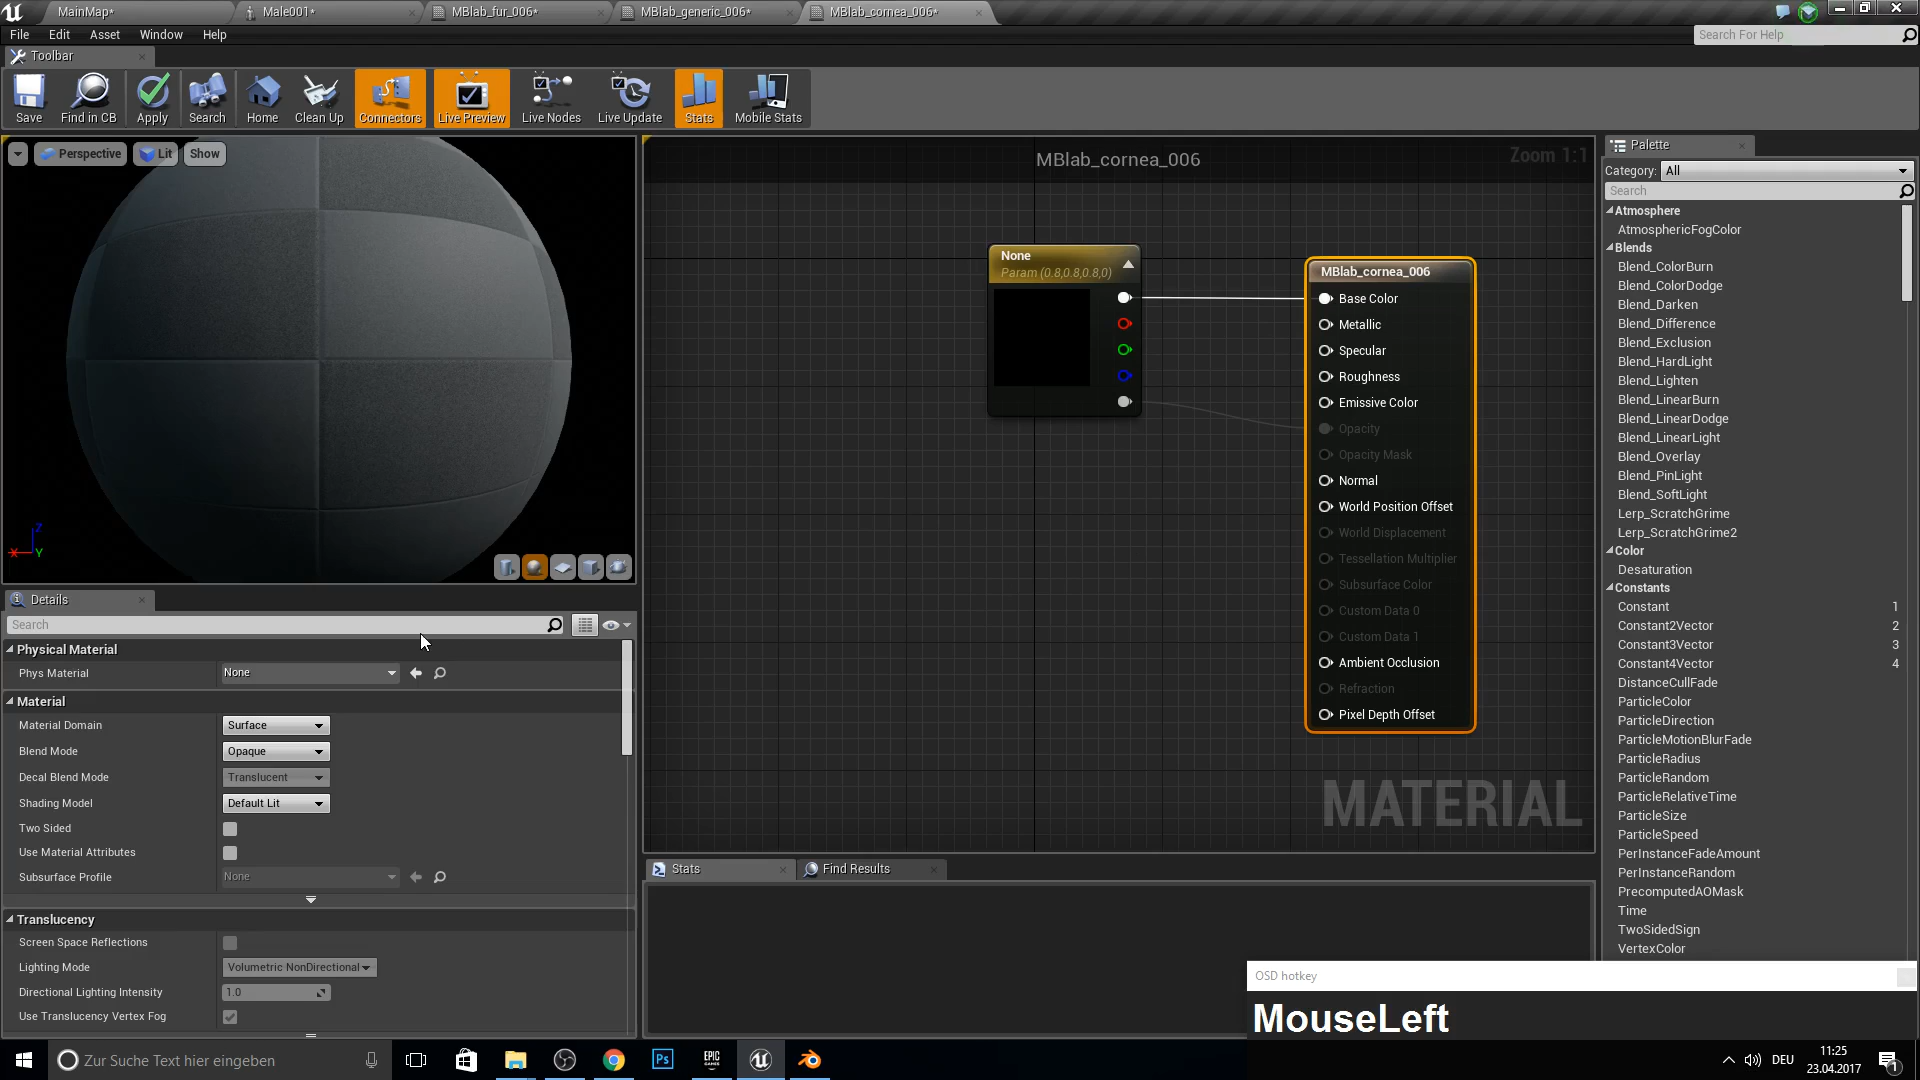 MainMap*
Male001*
MBlab_fur_006*
MBlab_generic_006*
MBlab_cornea_006*
File Edit Asset Window Help
Search For Help
Toolbar
Save
Find in CB
Apply
Search
Home
Clean Up
Connectors
Live Preview
Live Nodes
Live Update
Stats
Mobile Stats
Perspective
Lit
Show
X
Y
Z
MBlab_cornea_006
Zoom 1:1
None
Param (0.8,0.8,0.8,0)
MBlab_cornea_006
Base Color
Metallic
Specular
Roughness
Emissive Color
Opacity
Opacity Mask
Normal
World Position Offset
World Displacement
Tessellation Multiplier
Subsurface Color
Custom Data 0
Custom Data 1
Ambient Occlusion
Refraction
Pixel Depth Offset
MATERIAL
Details
Search
Physical Material
Phys Material None
Material
Material Domain Surface
Blend Mode Opaque
Decal Blend Mode Translucent
Shading Model Default Lit
Two Sided
Use Material Attributes
Subsurface Profile None
Translucency
Screen Space Reflections
Lighting Mode Volumetric NonDirectional
Directional Lighting Intensity 1.0
Use Translucency Vertex Fog
Stats
Find Results
Palette
Category: All
Search
Atmosphere
AtmosphericFogColor
Blends
Blend_ColorBurn
Blend_ColorDodge
Blend_Darken
Blend_Difference
Blend_Exclusion
Blend_HardLight
Blend_Lighten
Blend_LinearBurn
Blend_LinearDodge
Blend_LinearLight
Blend_Overlay
Blend_PinLight
Blend_SoftLight
Lerp_ScratchGrime
Lerp_ScratchGrime2
Color
Desaturation
Constants
Constant 1
Constant2Vector 2
Constant3Vector 3
Constant4Vector 4
DistanceCullFade
ParticleColor
ParticleDirection
ParticleMotionBlurFade
ParticleRadius
ParticleRandom
ParticleRelativeTime
ParticleSize
ParticleSpeed
PerInstanceFadeAmount
PerInstanceRandom
PrecomputedAOMask
Time
TwoSidedSign
VertexColor
OSD hotkey
MouseLeft
Zur Suche Text hier eingeben
Ps
EPIC
GAMES
DEU
11:25
23.04.2017
1